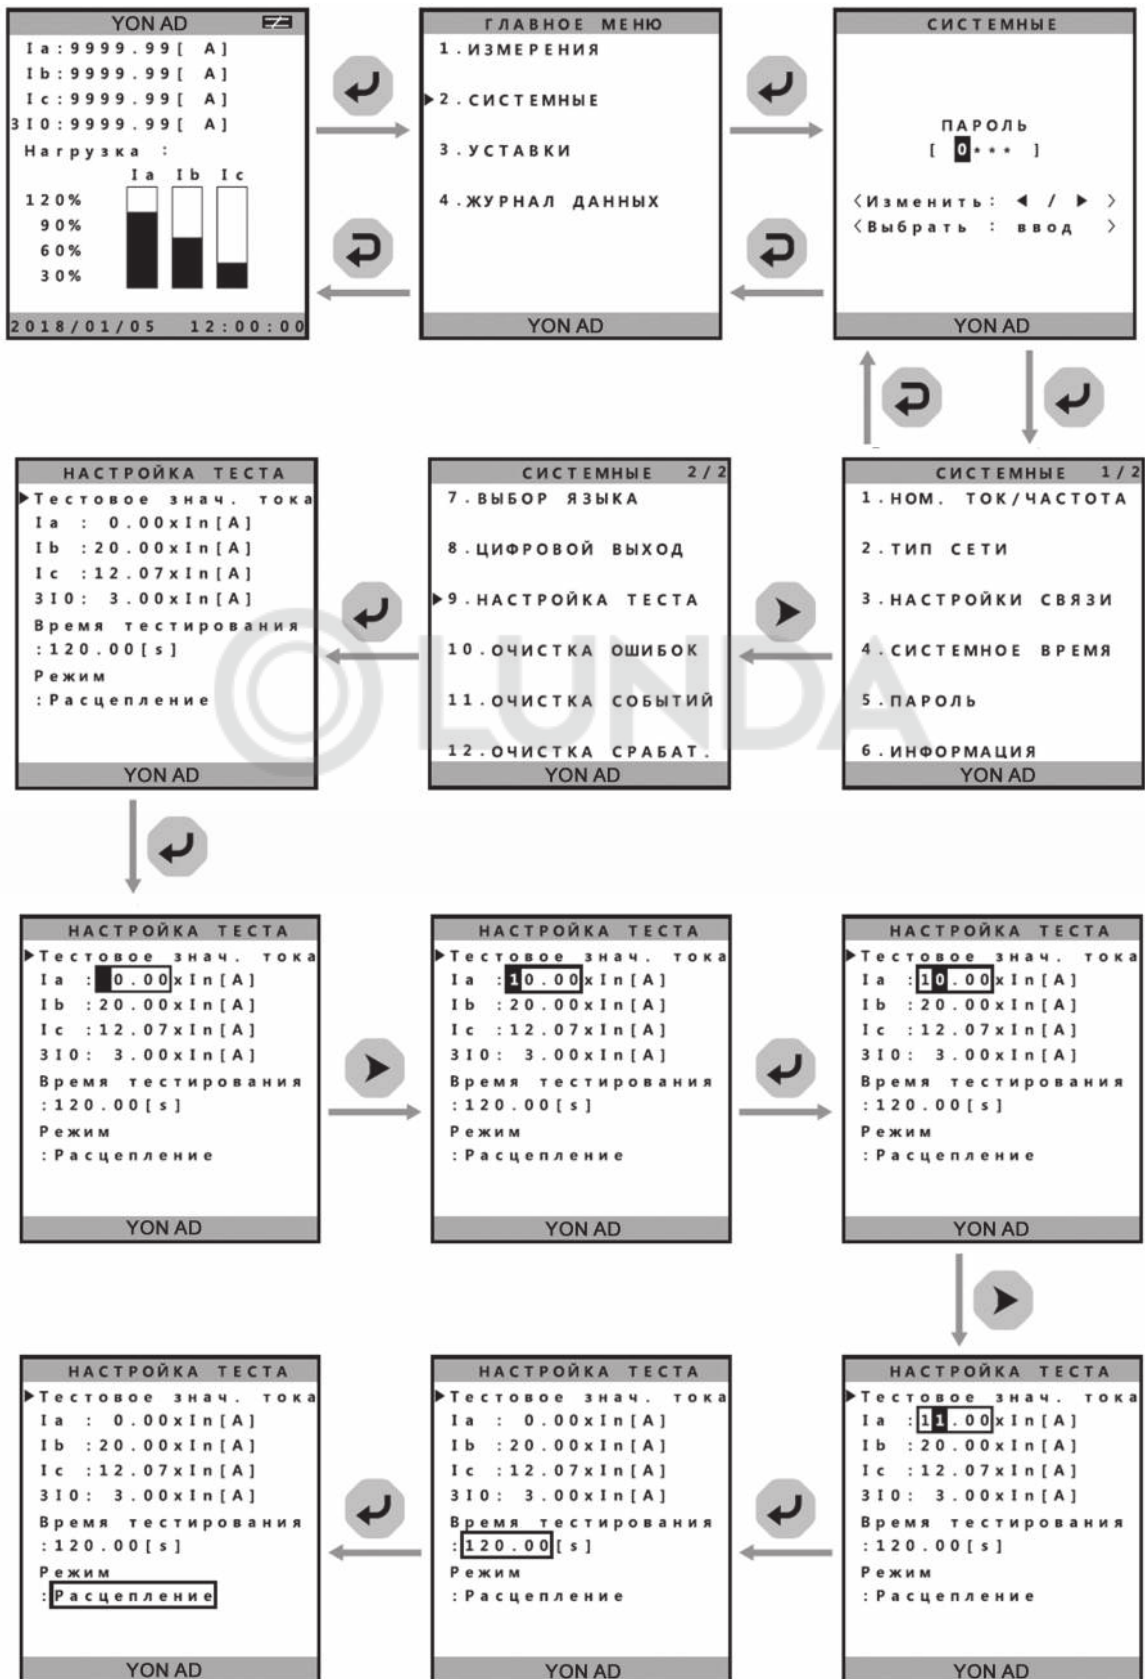 YON AD
Ia:9999.99[ A]
Ib:9999.99[ A]
Ic:9999.99[ A]
3I0:9999.99[ A]
Нагрузка :
Ia Ib Ic
120%
90%
60%
30%
2018/01/05 12:00:00
ГЛАВНОЕ МЕНЮ
1.ИЗМЕРЕНИЯ
2.СИСТЕМНЫЕ
3.УСТАВКИ
4.ЖУРНАЛ ДАННЫХ
YON AD
СИСТЕМНЫЕ
ПАРОЛЬ
[ 0*** ]
<Изменить: ◀ / ▶ >
<Выбрать : ввод >
YON AD
НАСТРОЙКА ТЕСТА
▶Тестовое знач. тока
Ia : 0.00xIn[A]
Ib :20.00xIn[A]
Ic :12.07xIn[A]
3I0: 3.00xIn[A]
Время тестирования
:120.00[s]
Режим
:Расцепление
YON AD
СИСТЕМНЫЕ 2/2
7.ВЫБОР ЯЗЫКА
8.ЦИФРОВОЙ ВЫХОД
▶9.НАСТРОЙКА ТЕСТА
10.ОЧИСТКА ОШИБОК
11.ОЧИСТКА СОБЫТИЙ
12.ОЧИСТКА СРАБАТ.
YON AD
СИСТЕМНЫЕ 1/2
1.НОМ. ТОК/ЧАСТОТА
2.ТИП СЕТИ
3.НАСТРОЙКИ СВЯЗИ
4.СИСТЕМНОЕ ВРЕМЯ
5.ПАРОЛЬ
6.ИНФОРМАЦИЯ
YON AD
LUNDA
НАСТРОЙКА ТЕСТА
▶Тестовое знач. тока
Ia : 0.00xIn[A]
Ib :20.00xIn[A]
Ic :12.07xIn[A]
3I0: 3.00xIn[A]
Время тестирования
:120.00[s]
Режим
:Расцепление
YON AD
НАСТРОЙКА ТЕСТА
▶Тестовое знач. тока
Ia :10.00xIn[A]
Ib :20.00xIn[A]
Ic :12.07xIn[A]
3I0: 3.00xIn[A]
Время тестирования
:120.00[s]
Режим
:Расцепление
YON AD
НАСТРОЙКА ТЕСТА
▶Тестовое знач. тока
Ia :10.00xIn[A]
Ib :20.00xIn[A]
Ic :12.07xIn[A]
3I0: 3.00xIn[A]
Время тестирования
:120.00[s]
Режим
:Расцепление
YON AD
НАСТРОЙКА ТЕСТА
▶Тестовое знач. тока
Ia : 0.00xIn[A]
Ib :20.00xIn[A]
Ic :12.07xIn[A]
3I0: 3.00xIn[A]
Время тестирования
:120.00[s]
Режим
:Расцепление
YON AD
НАСТРОЙКА ТЕСТА
▶Тестовое знач. тока
Ia : 0.00xIn[A]
Ib :20.00xIn[A]
Ic :12.07xIn[A]
3I0: 3.00xIn[A]
Время тестирования
:120.00[s]
Режим
:Расцепление
YON AD
НАСТРОЙКА ТЕСТА
▶Тестовое знач. тока
Ia :11.00xIn[A]
Ib :20.00xIn[A]
Ic :12.07xIn[A]
3I0: 3.00xIn[A]
Время тестирования
:120.00[s]
Режим
:Расцепление
YON AD